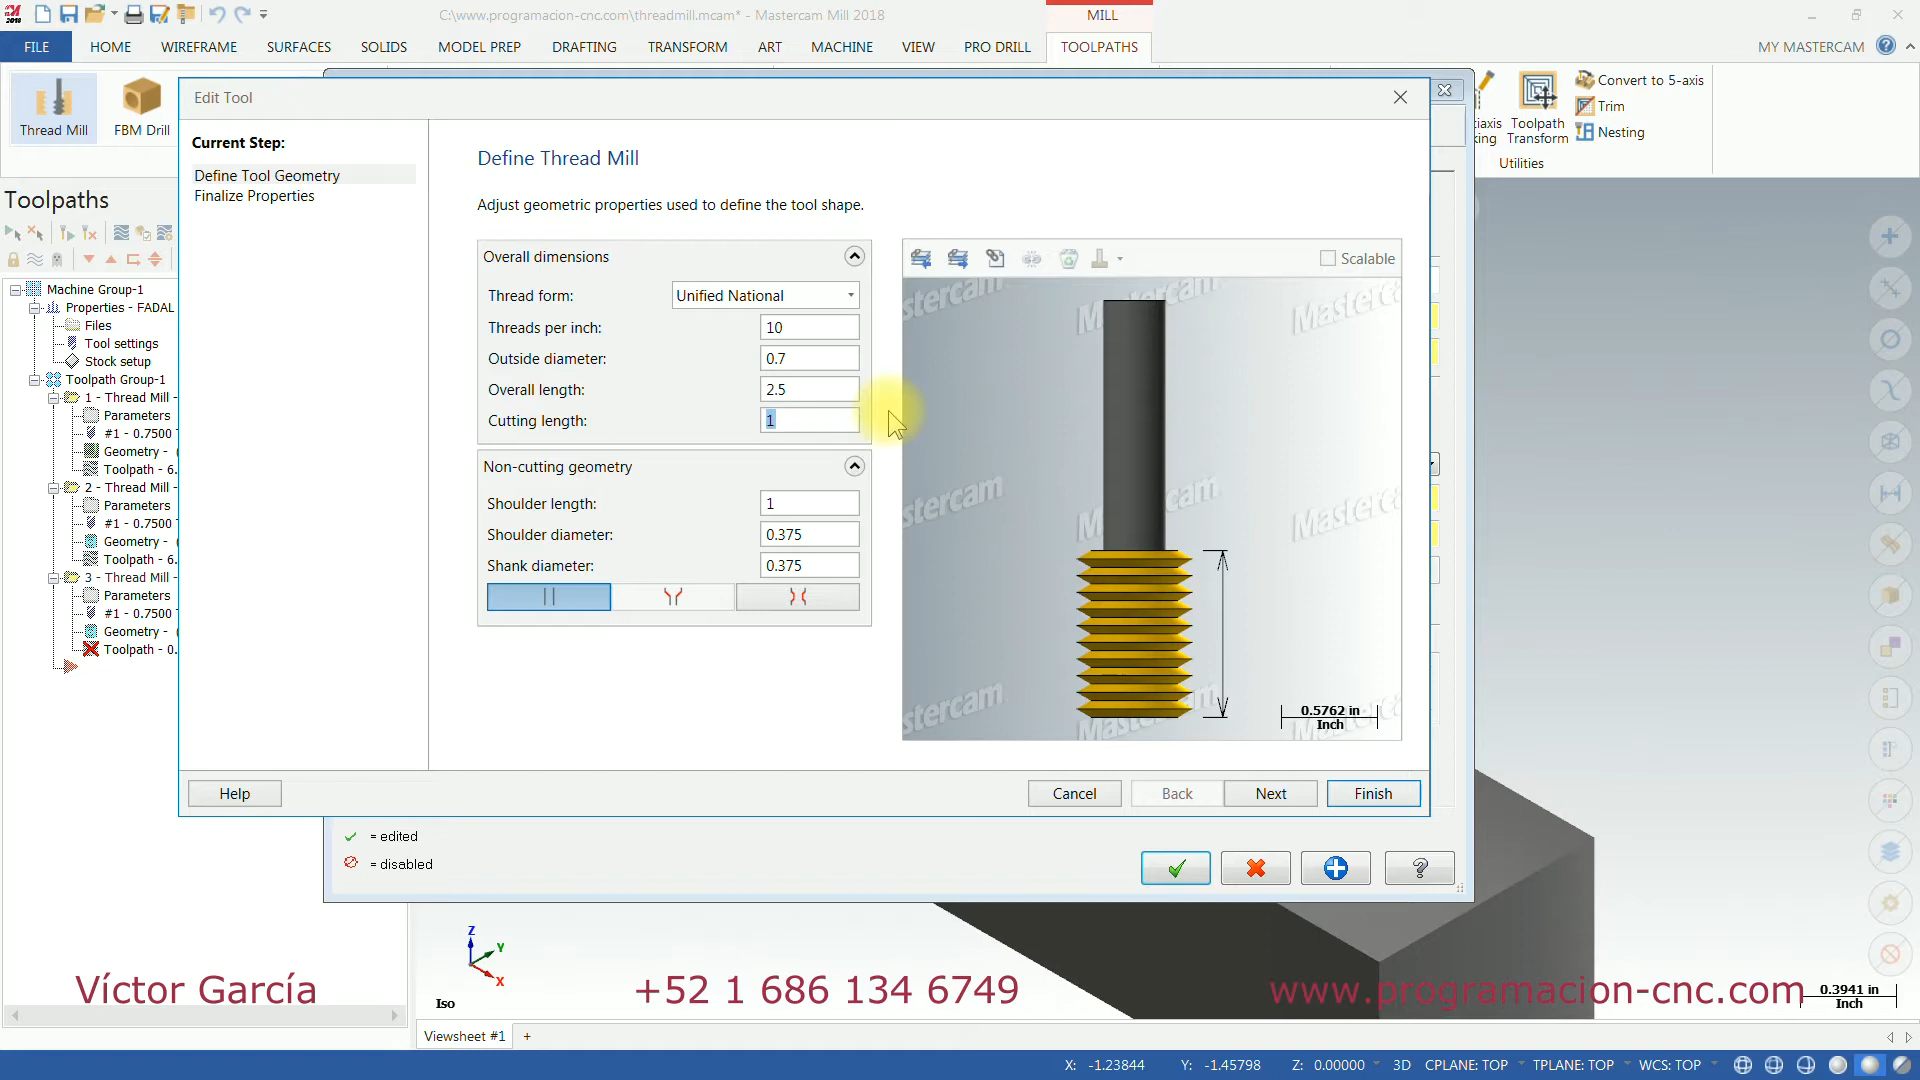 C:\www.programacion-cnc.com\threadmill.mcam* - Mastercam Mill 2018
MILL
FILE
HOME
WIREFRAME
SURFACES
SOLIDS
MODEL PREP
DRAFTING
TRANSFORM
ART
MACHINE
VIEW
PRO DRILL
TOOLPATHS
MY MASTERCAM
Thread Mill
FBM Drill
Toolpath
Transform
Convert to 5-axis
Trim
Nesting
Utilities
Toolpaths
Machine Group-1
Properties - FADAL
Files
Tool settings
Stock setup
Toolpath Group-1
1 - Thread Mill -
Parameters
#1 - 0.7500
Geometry -
Toolpath - 6.
2 - Thread Mill -
Parameters
#1 - 0.7500
Geometry -
Toolpath - 6.
3 - Thread Mill -
Parameters
#1 - 0.7500
Geometry -
Toolpath - 0.
Edit Tool
Current Step:
Define Tool Geometry
Finalize Properties
Define Thread Mill
Adjust geometric properties used to define the tool shape.
Overall dimensions
Thread form: Unified National
Threads per inch: 10
Outside diameter: 0.7
Overall length: 2.5
Cutting length: 1
Non-cutting geometry
Shoulder length: 1
Shoulder diameter: 0.375
Shank diameter: 0.375
Scalable
Mastercam
0.5762 in
Inch
Help
Cancel
Back
Next
Finish
= edited
= disabled
Z
Y
X
Iso
Víctor García
+52 1 686 134 6749
www.programacion-cnc.com
0.3941 in
Inch
Viewsheet #1
+
X: -1.23844
Y: -1.45798
Z: 0.00000
3D
CPLANE: TOP
TPLANE: TOP
WCS: TOP